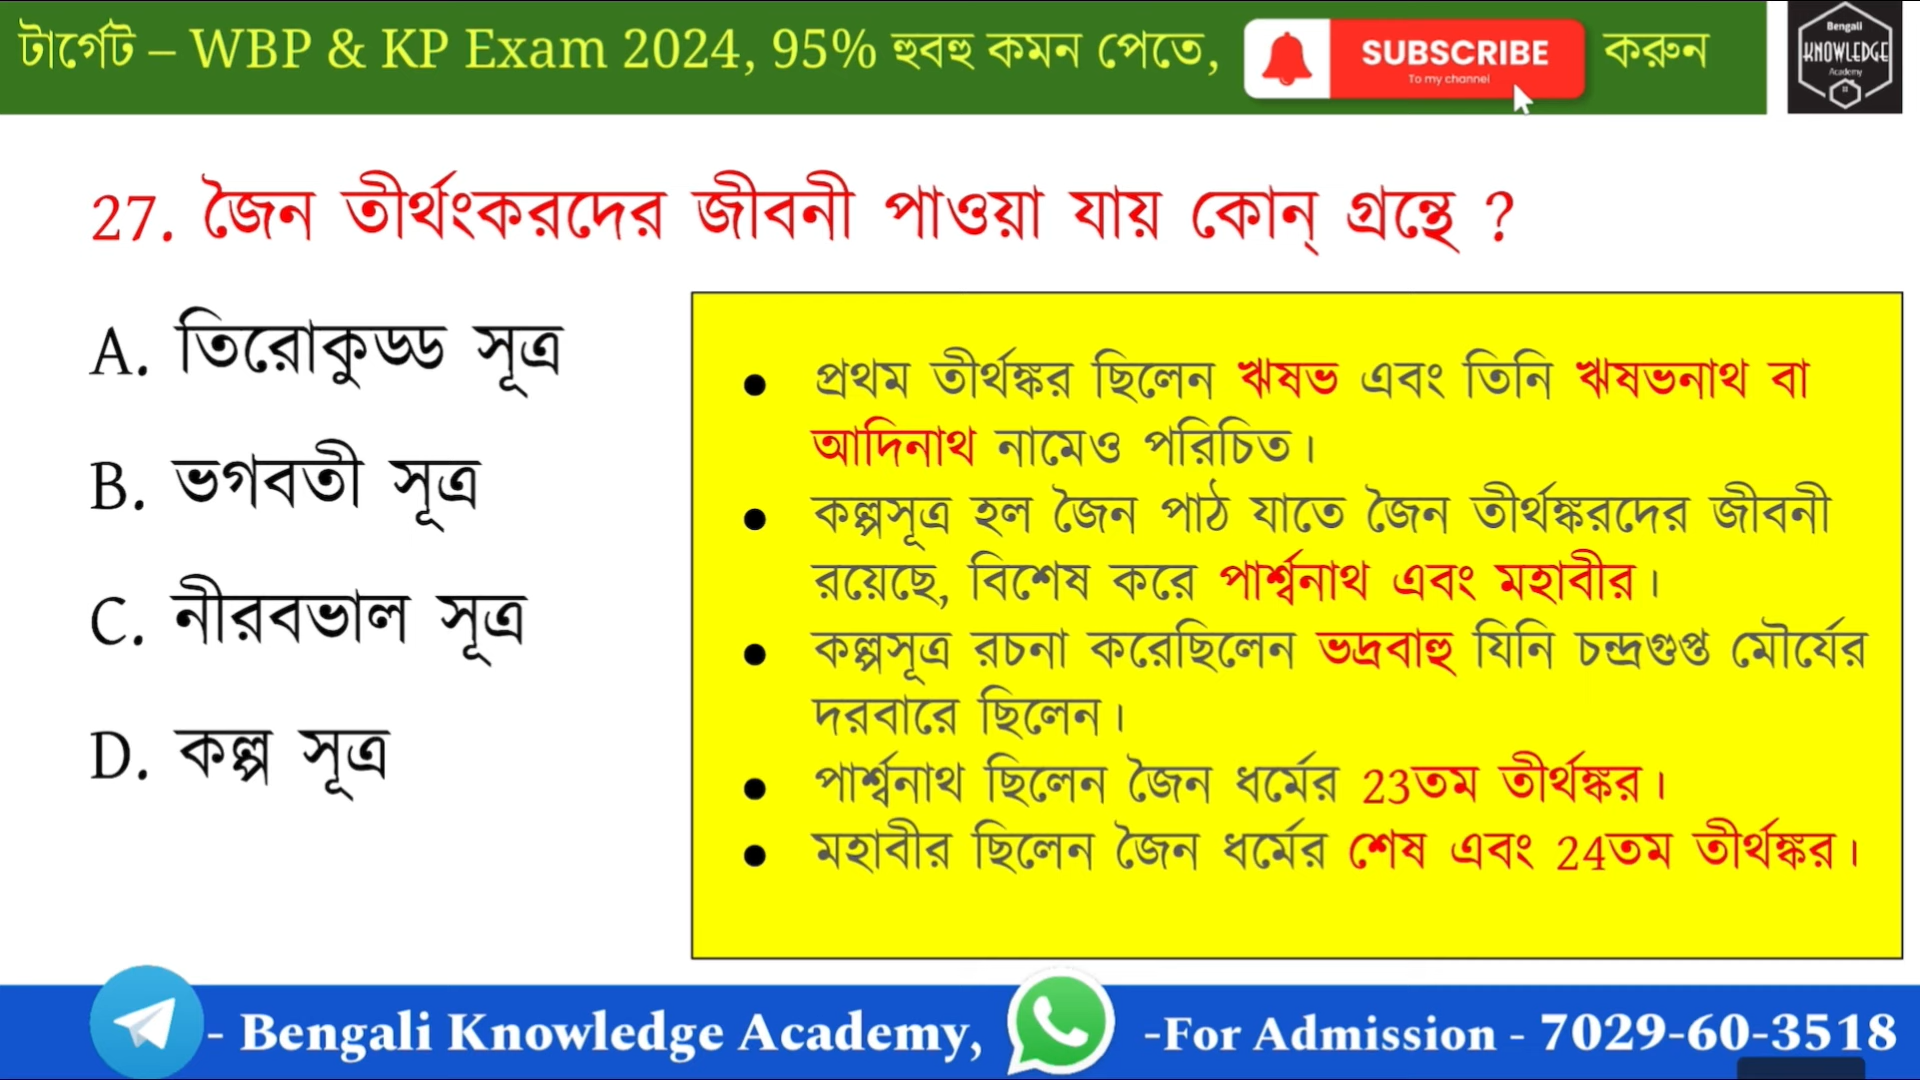 টার্গেট – WBP & KP Exam 2024, 95% হুবহু কমন পেতে, SUBSCRIBE করুন
To my channel
Bengali
KNOWLEDGE
Academy
27. জৈন তীর্থংকরদের জীবনী পাওয়া যায় কোন্ গ্রন্থে ?
A. তিরোকুড্ড সূত্র
B. ভগবতী সূত্র
C. নীরবভাল সূত্র
D. কল্প সূত্র
● প্রথম তীর্থঙ্কর ছিলেন ঋষভ এবং তিনি ঋষভনাথ বা
আদিনাথ নামেও পরিচিত।
● কল্পসূত্র হল জৈন পাঠ যাতে জৈন তীর্থঙ্করদের জীবনী
রয়েছে, বিশেষ করে পার্শ্বনাথ এবং মহাবীর।
● কল্পসূত্র রচনা করেছিলেন ভদ্রবাহু যিনি চন্দ্রগুপ্ত মৌর্যের
দরবারে ছিলেন।
● পার্শ্বনাথ ছিলেন জৈন ধর্মের 23তম তীর্থঙ্কর।
● মহাবীর ছিলেন জৈন ধর্মের শেষ এবং 24তম তীর্থঙ্কর।
- Bengali Knowledge Academy, -For Admission - 7029-60-3518